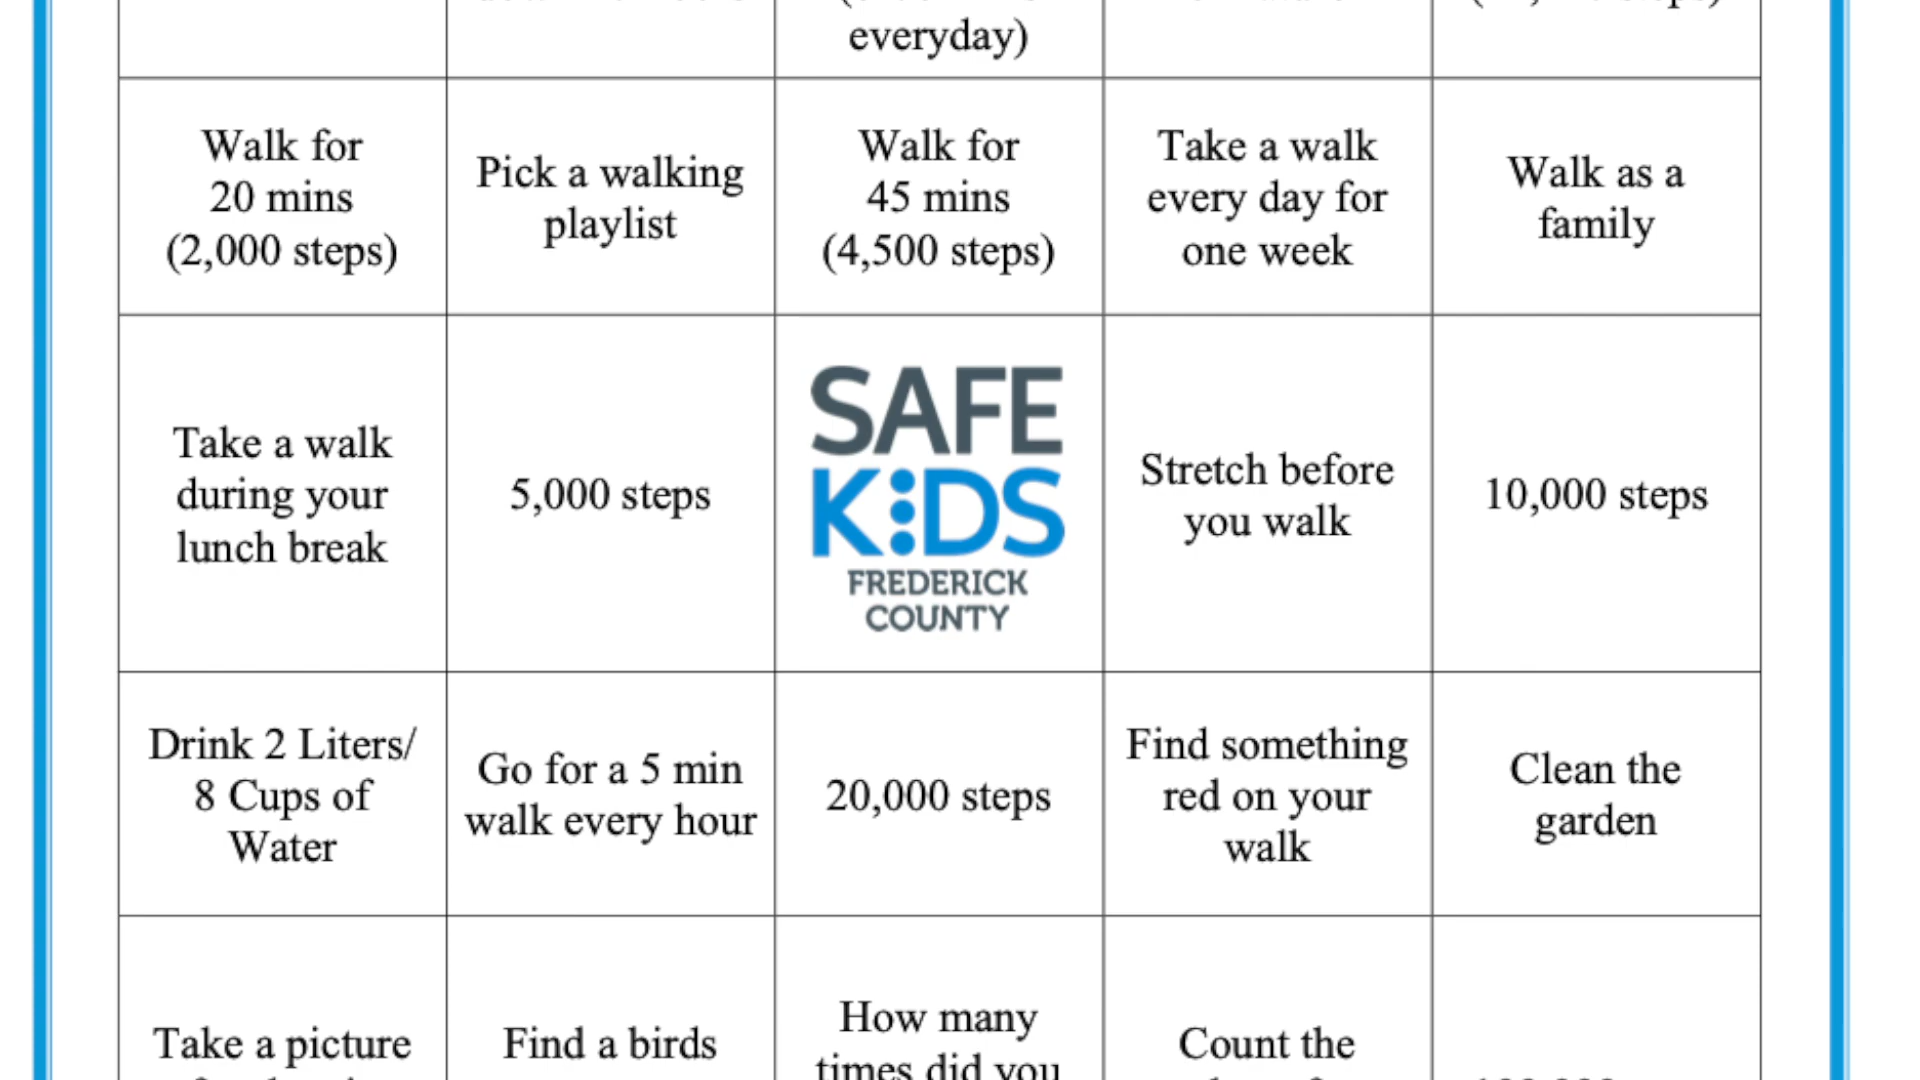 everyday)
Walk for
20 mins
(2,000 steps)
Pick a walking
playlist
Walk for
45 mins
(4,500 steps)
Take a walk
every day for
one week
Walk as a
family
Take a walk
during your
lunch break
5,000 steps
SAFE
KIDS
FREDERICK
COUNTY
Stretch before
you walk
10,000 steps
Drink 2 Liters/
8 Cups of
Water
Go for a 5 min
walk every hour
20,000 steps
Find something
red on your
walk
Clean the
garden
Take a picture
Find a birds
How many
times did you
Count the